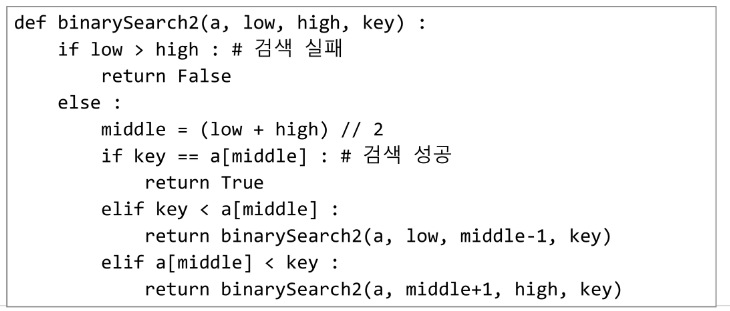 def binarySearch2(a, low, high, key) :
    if low > high : # 검색 실패
        return False
    else :
        middle = (low + high) // 2
        if key == a[middle] : # 검색 성공
            return True
        elif key < a[middle] :
            return binarySearch2(a, low, middle-1, key)
        elif a[middle] < key :
            return binarySearch2(a, middle+1, high, key)